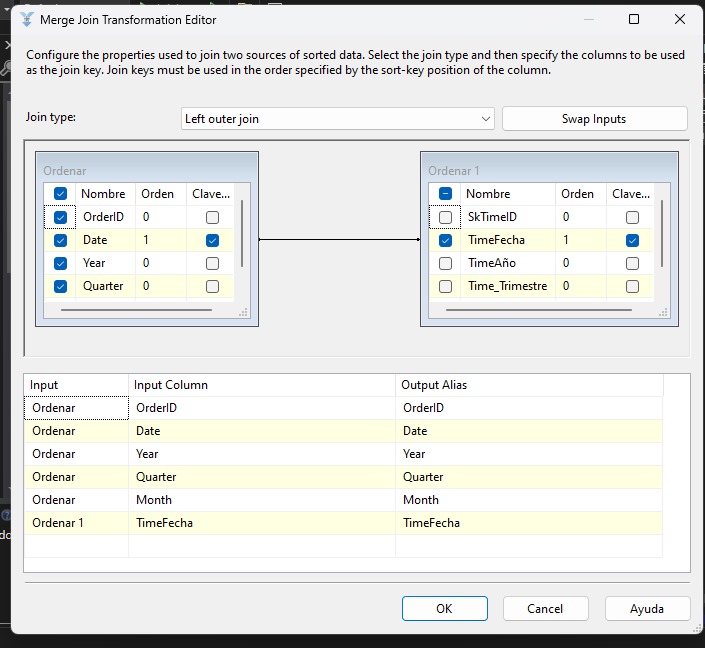 Merge Join Transformation Editor
Configure the properties used to join two sources of sorted data. Select the join type and then specify the columns to be used
as the join key. Join keys must be used in the order specified by the sort-key position of the column.
Join type: Left outer join Swap Inputs
Ordenar
Nombre Orden Clave...
OrderID 0
Date 1
Year 0
Quarter 0
Ordenar 1
Nombre Orden Clave...
SkTimeID 0
TimeFecha 1
TimeAño 0
Time_Trimestre 0
Input Input Column Output Alias
Ordenar OrderID OrderID
Ordenar Date Date
Ordenar Year Year
Ordenar Quarter Quarter
Ordenar Month Month
Ordenar 1 TimeFecha TimeFecha
OK Cancel Ayuda